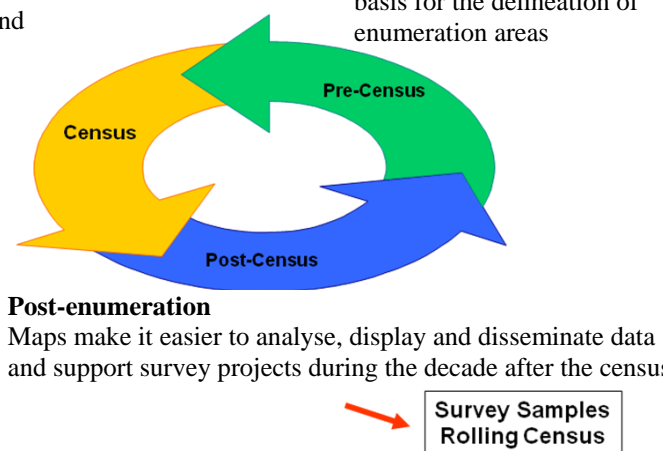 nd
basis for the delineation of
enumeration areas
Pre-Census
Census
Post-Census
Post-enumeration
Maps make it easier to analyse, display and disseminate data
and support survey projects during the decade after the census
Survey Samples
Rolling Census